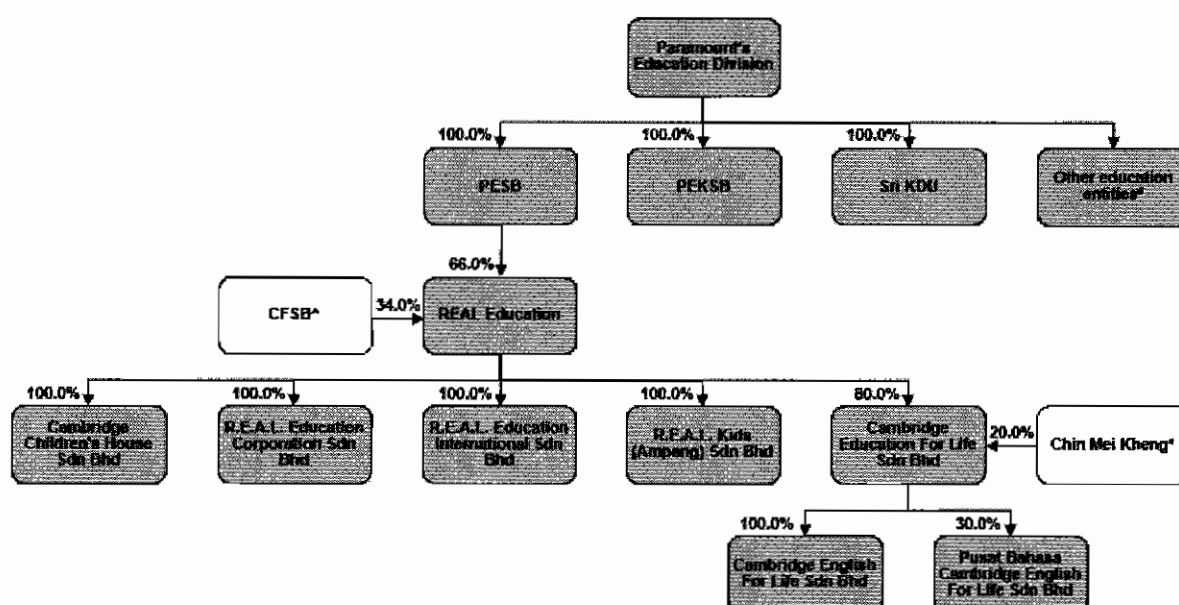 Paramount's
Education Division
100.0%
100.0%
100.0%
PESB
PEKSB
Sri KDU
Other education
entities#
66.0%
CFSB^
34.0%
REAL Education
100.0%
100.0%
100.0%
100.0%
80.0%
Cambridge
Children's House
Sdn Bhd
R.E.A.L. Education
Corporation Sdn
Bhd
R.E.A.L. Education
International Sdn
Bhd
R.E.A.L. Kids
(Ampang) Sdn Bhd
Cambridge
Education For Life
Sdn Bhd
20.0%
Chin Mei Kheng*
100.0%
30.0%
Cambridge English
For Life Sdn Bhd
Pusat Bahasa
Cambridge English
For Life Sdn Bhd